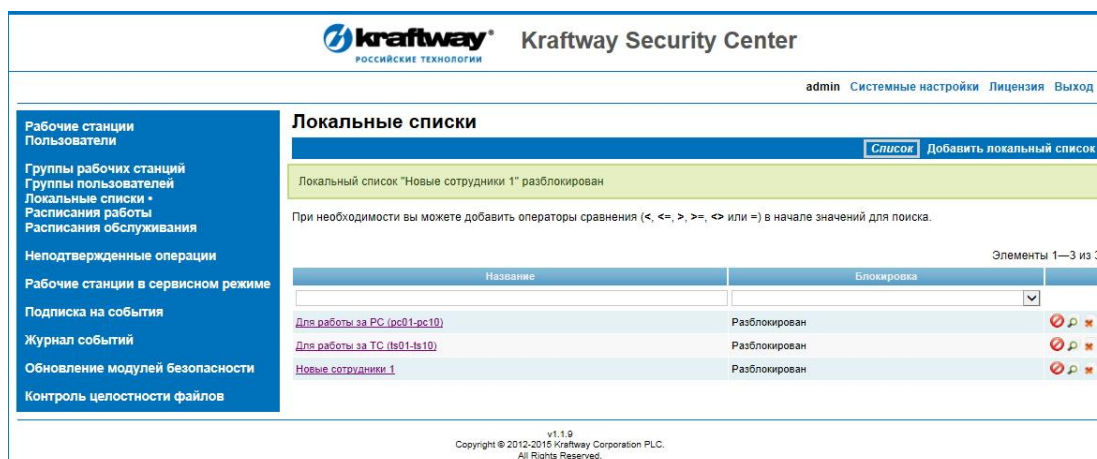 kraftway®
РОССИЙСКИЕ ТЕХНОЛОГИИ
Kraftway Security Center
admin Системные настройки Лицензия Выход
Рабочие станции
Пользователи
Группы рабочих станций
Группы пользователей
Локальные списки •
Расписания работы
Расписания обслуживания
Неподтвержденные операции
Рабочие станции в сервисном режиме
Подписка на события
Журнал событий
Обновление модулей безопасности
Контроль целостности файлов
Локальные списки
Список Добавить локальный список
Локальный список "Новые сотрудники 1" разблокирован
При необходимости вы можете добавить операторы сравнения (<, <=, >, >=, <> или =) в начале значений для поиска.
Элементы 1—3 из 3
Название Блокировка
Для работы за PC (pc01-pc10) Разблокирован
Для работы за ТС (ts01-ts10) Разблокирован
Новые сотрудники 1 Разблокирован
v1.1.9
Copyright © 2012-2015 Kraftway Corporation PLC.
All Rights Reserved.